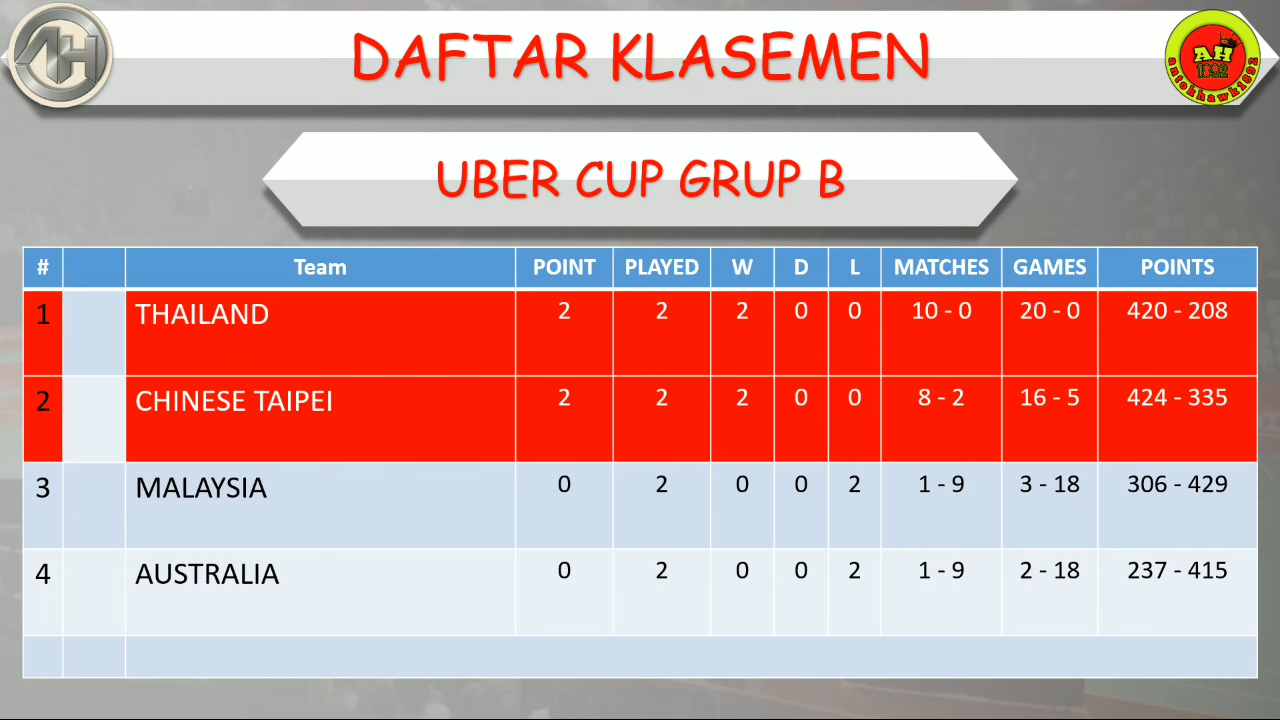 AH
DAFTAR KLASEMEN
AH
1092
antokhawk1092
UBER CUP GRUP B
# Team POINT PLAYED W D L MATCHES GAMES POINTS
1 THAILAND 2 2 2 0 0 10 - 0 20 - 0 420 - 208
2 CHINESE TAIPEI 2 2 2 0 0 8 - 2 16 - 5 424 - 335
3 MALAYSIA 0 2 0 0 2 1 - 9 3 - 18 306 - 429
4 AUSTRALIA 0 2 0 0 2 1 - 9 2 - 18 237 - 415